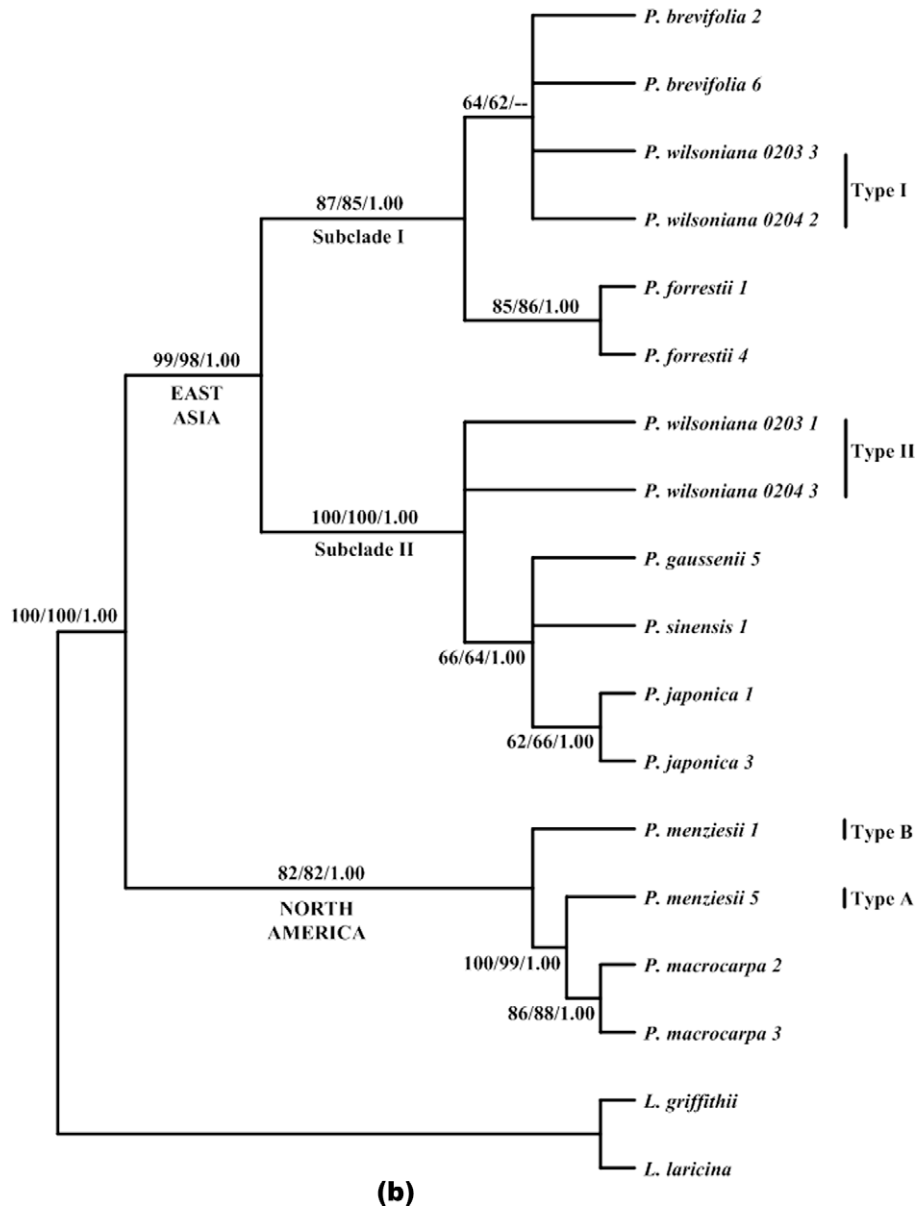 P. brevifolia 2
P. brevifolia 6
64/62/--
P. wilsoniana 0203 3
Type I
P. wilsoniana 0204 2
87/85/1.00
Subclade I
P. forrestii 1
85/86/1.00
P. forrestii 4
99/98/1.00
EAST
ASIA
P. wilsoniana 0203 1
Type II
P. wilsoniana 0204 3
100/100/1.00
Subclade II
P. gaussenii 5
P. sinensis 1
100/100/1.00
66/64/1.00
P. japonica 1
62/66/1.00
P. japonica 3
P. menziesii 1
Type B
82/82/1.00
NORTH
AMERICA
P. menziesii 5
Type A
100/99/1.00
P. macrocarpa 2
86/88/1.00
P. macrocarpa 3
L. griffithii
L. laricina
(b)